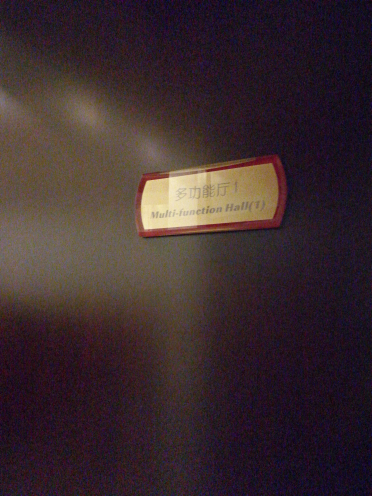 多功能厅1
Multi-function Hall(1)